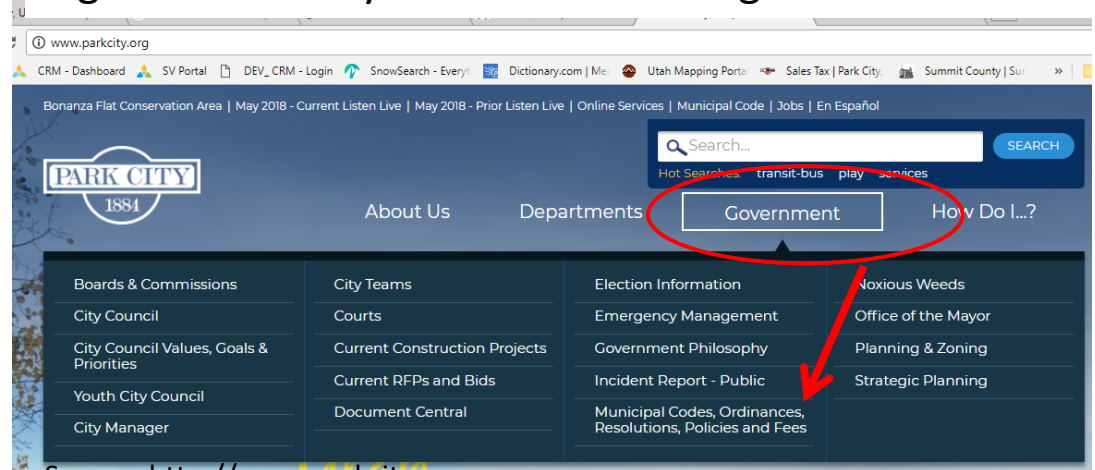 www.parkcity.org
CRM - Dashboard SV Portal DEV_ CRM - Login SnowSearch - Everyt Dictionary.com | Me Utah Mapping Porta Sales Tax | Park City, Summit County | Su »
Bonanza Flat Conservation Area | May 2018 - Current Listen Live | May 2018 - Prior Listen Live | Online Services | Municipal Code | Jobs | En Español
Search... SEARCH
Hot Searches: transit-bus play services
PARK CITY
1884
About Us Departments Government How Do I...?
Boards & Commissions City Teams Election Information Noxious Weeds
City Council Courts Emergency Management Office of the Mayor
City Council Values, Goals & Priorities Current Construction Projects Government Philosophy Planning & Zoning
Youth City Council Current RFPs and Bids Incident Report - Public Strategic Planning
City Manager Document Central Municipal Codes, Ordinances,
Resolutions, Policies and Fees